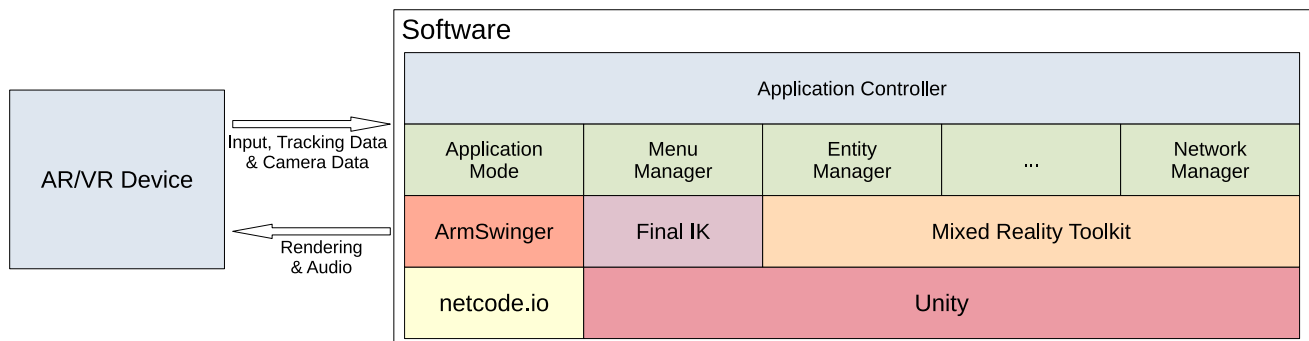 Software
Application Controller
AR/VR Device
Input, Tracking Data
& Camera Data
Rendering
& Audio
Application
Mode
Menu
Manager
Entity
Manager
...
Network
Manager
ArmSwinger
Final IK
Mixed Reality Toolkit
netcode.io
Unity